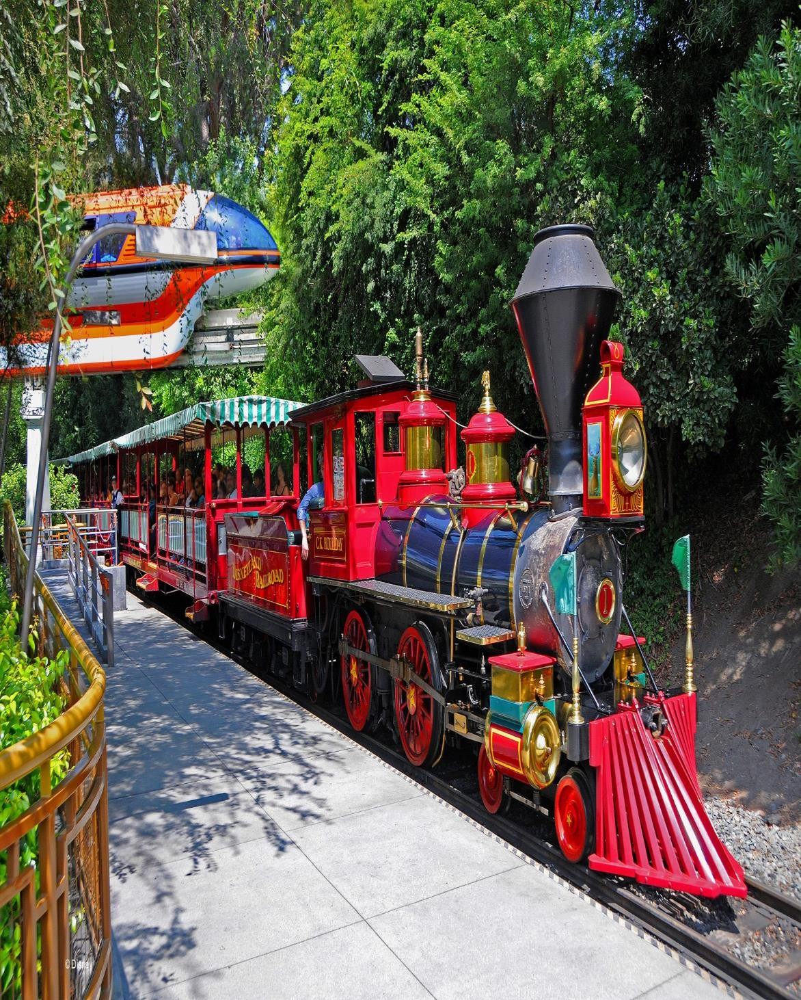 C.K. HOLLIDAY
DISNEYLAND
RAILROAD
1
© Disney